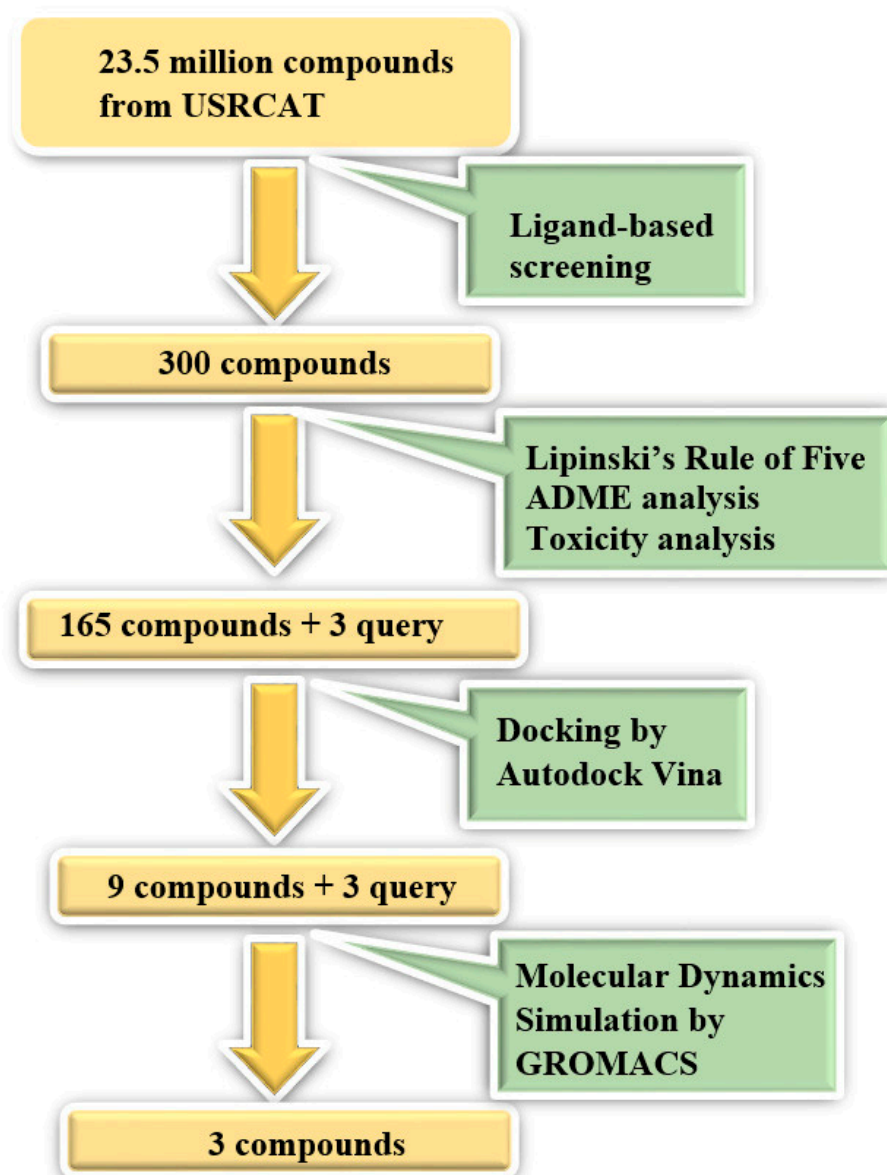 23.5 million compounds
from USRCAT
Ligand-based
screening
300 compounds
Lipinski’s Rule of Five
ADME analysis
Toxicity analysis
165 compounds + 3 query
Docking by
Autodock Vina
9 compounds + 3 query
Molecular Dynamics
Simulation by
GROMACS
3 compounds